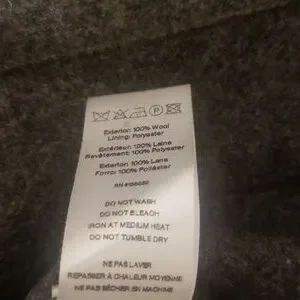 Exterior: 100% Wool
Lining: Polyester
Extérieur: 100% Laine
Revêtement: 100% Polyester
Exterior: 100% Lana
Forro: 100% Poliéster
DO NOT WASH
DO NOT BLEACH
IRON AT MEDIUM HEAT
DO NOT TUMBLE DRY
NE PAS LAVER
REPASSER À CHALEUR MOYENNE
NE PAS SÉCHER EN MACHINE